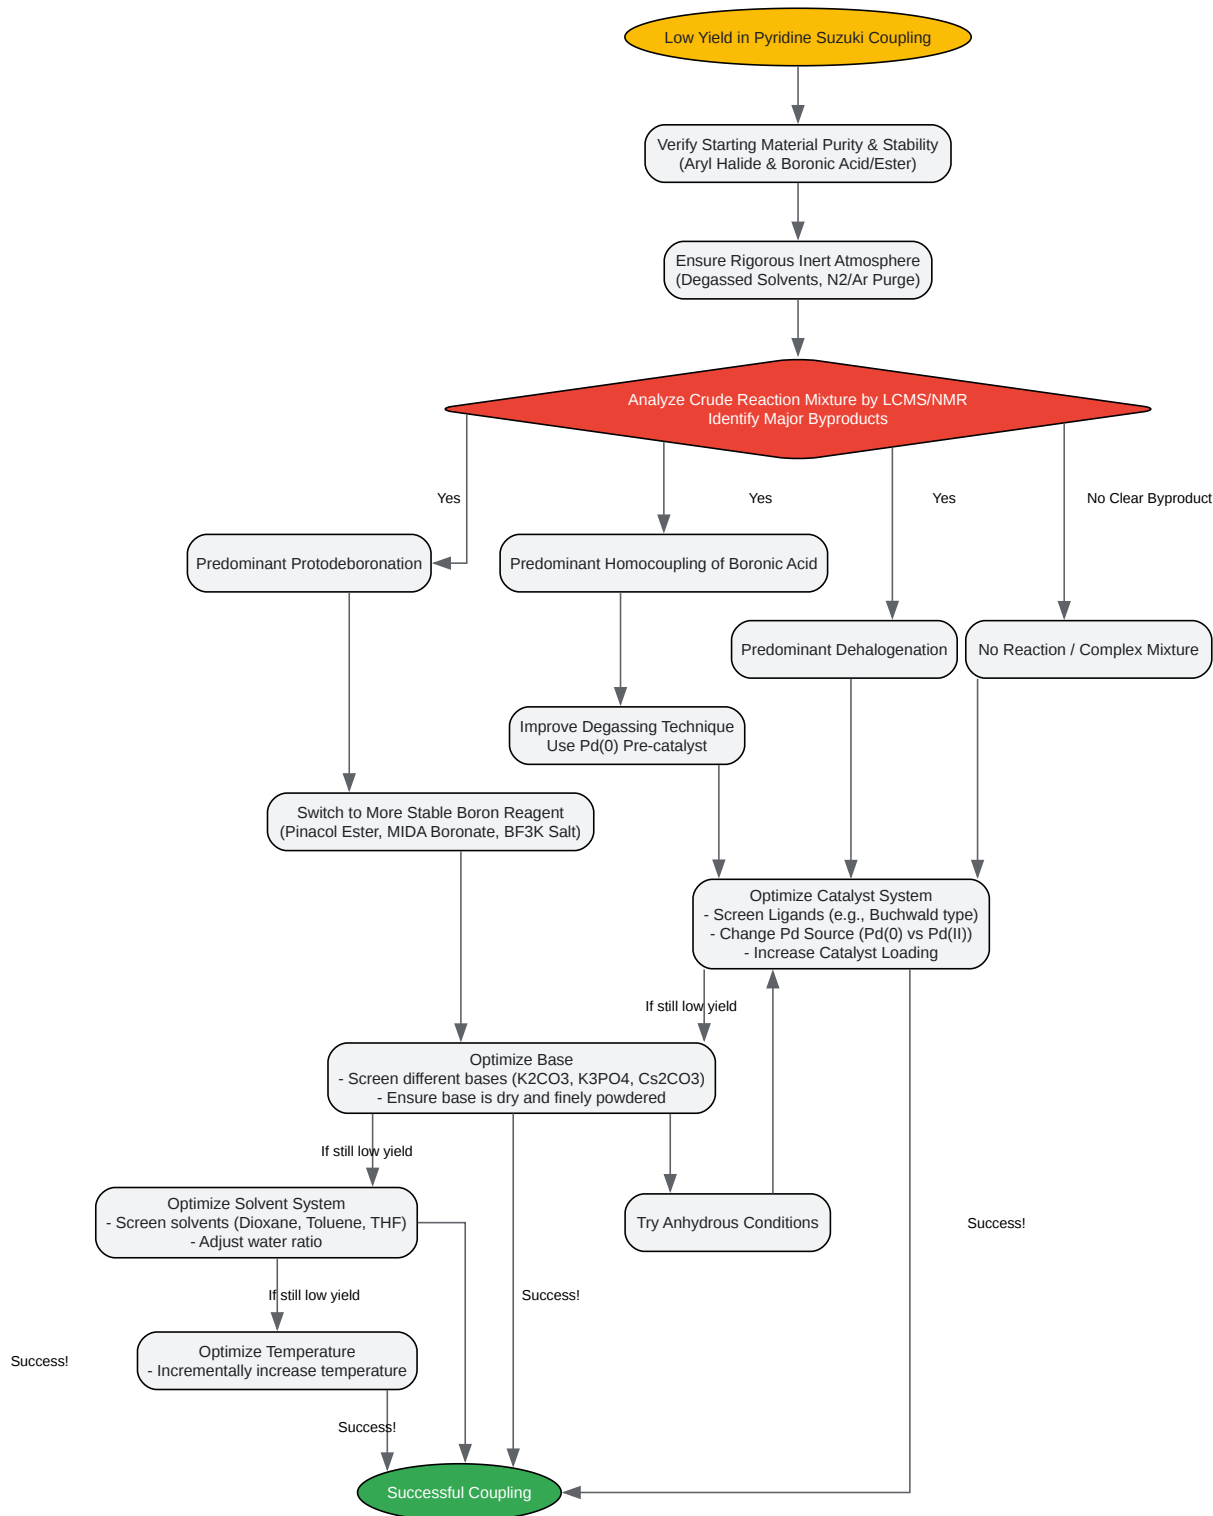 Low Yield in Pyridine Suzuki Coupling
Verify Starting Material Purity & Stability
(Aryl Halide & Boronic Acid/Ester)
Ensure Rigorous Inert Atmosphere
(Degassed Solvents, N2/Ar Purge)
Analyze Crude Reaction Mixture by LCMS/NMR
Identify Major Byproducts
Yes
Yes
Yes
No Clear Byproduct
Predominant Protodeboronation
Predominant Homocoupling of Boronic Acid
Predominant Dehalogenation
No Reaction / Complex Mixture
Improve Degassing Technique
Use Pd(0) Pre-catalyst
Switch to More Stable Boron Reagent
(Pinacol Ester, MIDA Boronate, BF3K Salt)
Optimize Catalyst System
- Screen Ligands (e.g., Buchwald type)
- Change Pd Source (Pd(0) vs Pd(II))
- Increase Catalyst Loading
If still low yield
Optimize Base
- Screen different bases (K2CO3, K3PO4, Cs2CO3)
- Ensure base is dry and finely powdered
If still low yield
Optimize Solvent System
- Screen solvents (Dioxane, Toluene, THF)
- Adjust water ratio
Try Anhydrous Conditions
Success!
If still low yield
Success!
Optimize Temperature
- Incrementally increase temperature
Success!
Success!
Successful Coupling